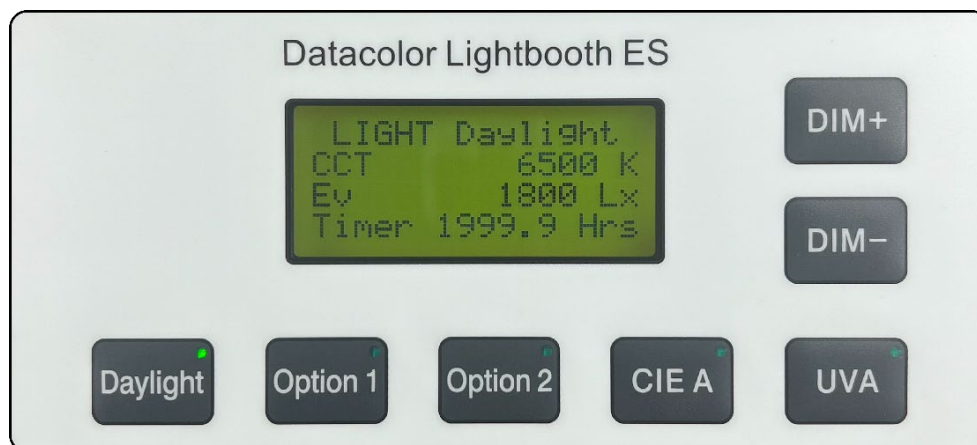 Datacolor Lightbooth ES
LIGHT Daylight
CCT 6500 K
Ev 1800 Lx
Timer 1999.9 Hrs
DIM+
DIM−
Daylight
Option 1
Option 2
CIE A
UVA